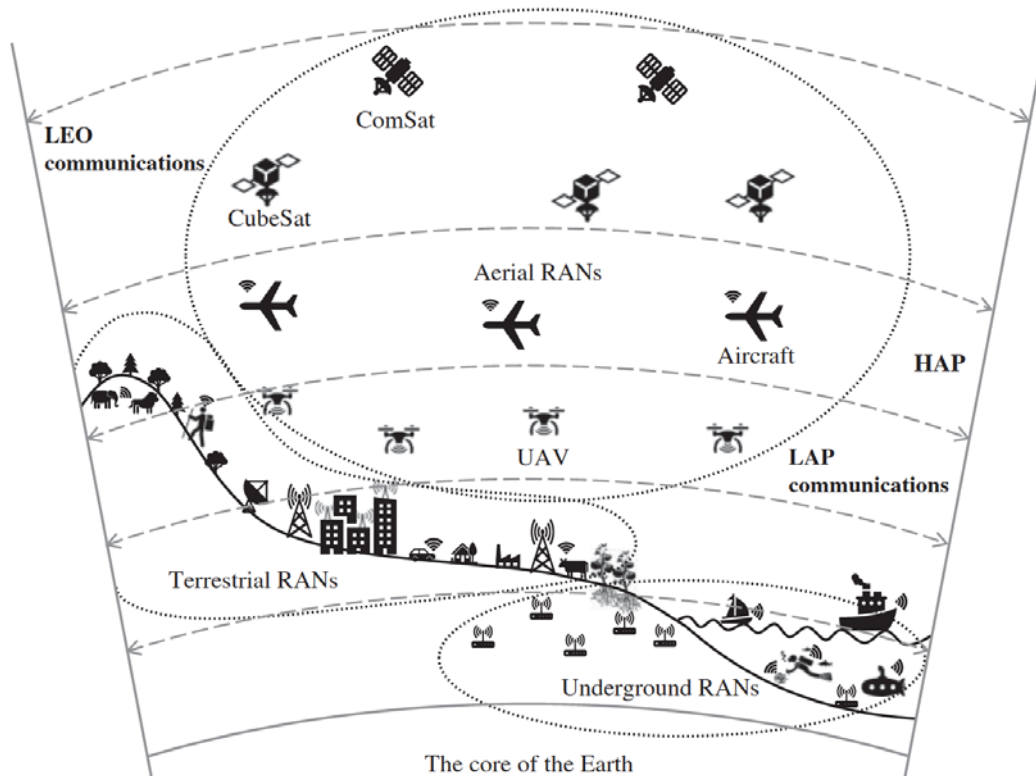 ComSat
LEO
communications
CubeSat
Aerial RANs
Aircraft
HAP
UAV
LAP
communications
Terrestrial RANs
Underground RANs
The core of the Earth